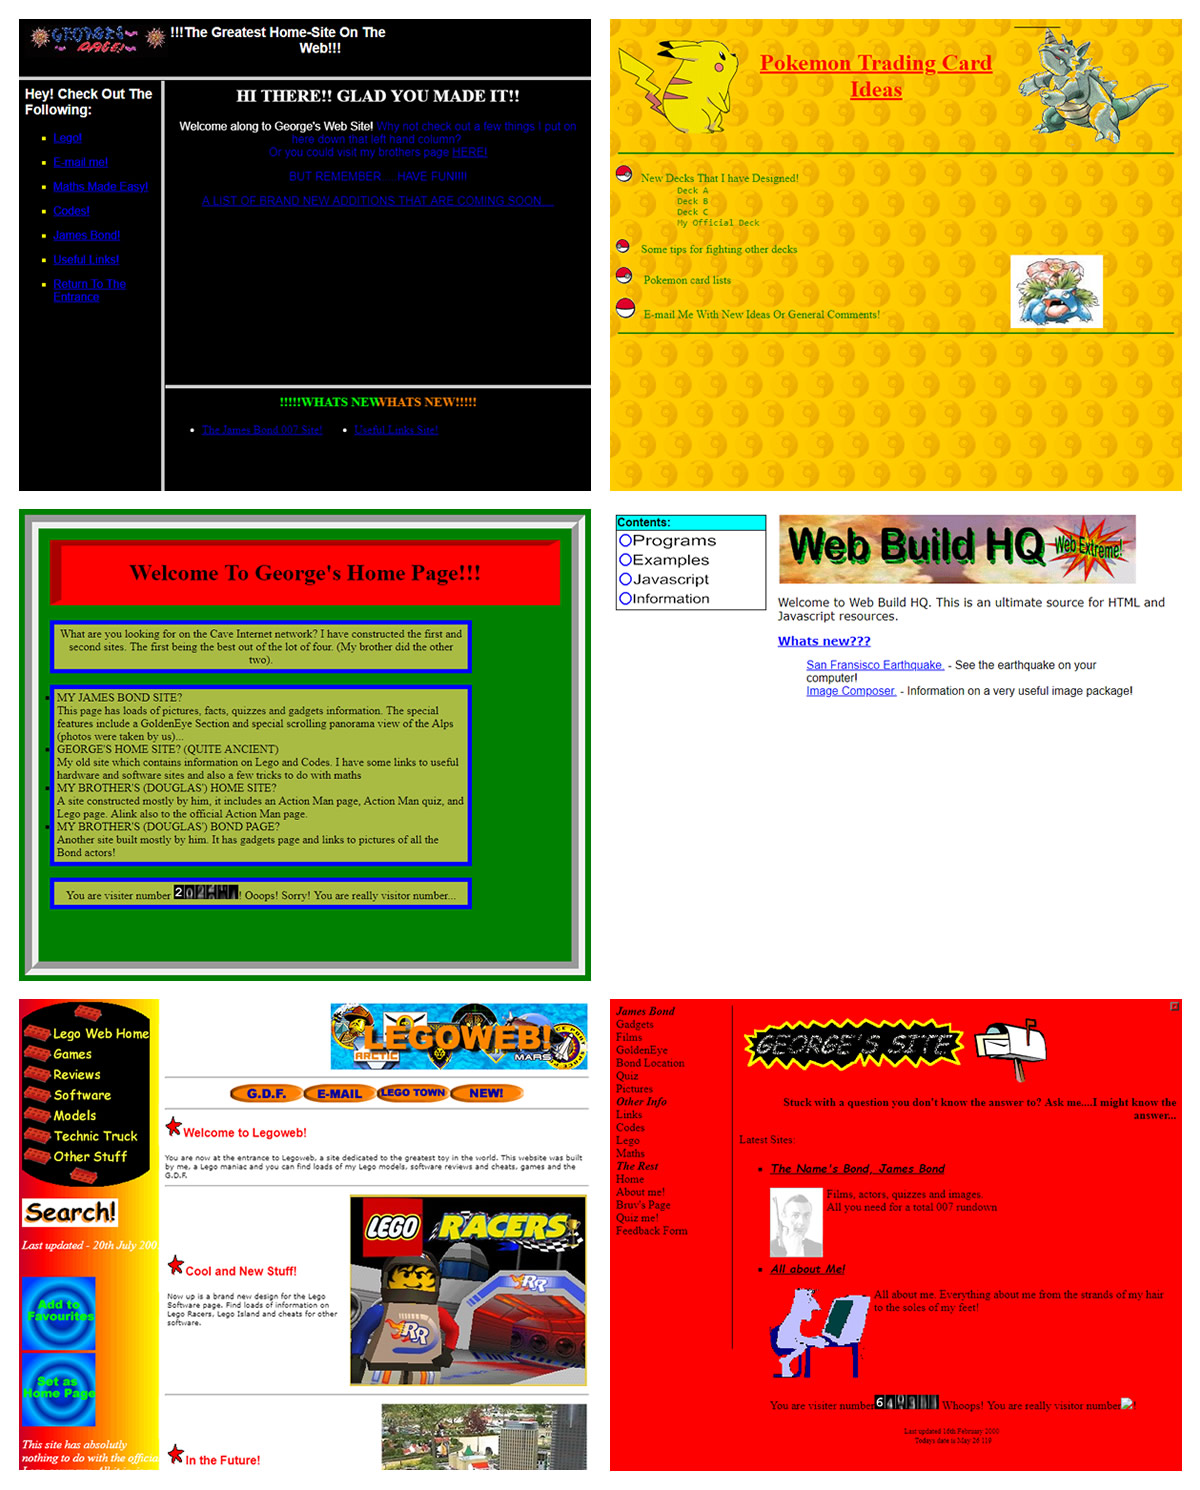 GEORGES PAGE!
!!!The Greatest Home-Site On The
Web!!!
Hey! Check Out The
Following:
Lego!
E-mail me!
Maths Made Easy!
Codes!
James Bond!
Useful Links!
Return To The
Entrance
HI THERE!! GLAD YOU MADE IT!!
Welcome along to George's Web Site! Why not check out a few things I put on
here down that left hand column?
Or you could visit my brothers page HERE!
BUT REMEMBER.... HAVE FUN!!!!
A LIST OF BRAND NEW ADDITIONS THAT ARE COMING SOON....
!!!!!WHATS NEWWHATS NEW!!!!!
The James Bond 007 Site!
Useful Links Site!
Pokemon Trading Card
Ideas
New Decks That I have Designed!
Deck A
Deck B
Deck C
My Official Deck
Some tips for fighting other decks
Pokemon card lists
E-mail Me With New Ideas Or General Comments!
Welcome To George's Home Page!!!
What are you looking for on the Cave Internet network? I have constructed the first and
second sites. The first being the best out of the lot of four. (My brother did the other
two).
MY JAMES BOND SITE?
This page has loads of pictures, facts, quizzes and gadgets information. The special
features include a GoldenEye Section and special scrolling panorama view of the Alps
(photos were taken by us)...
GEORGE'S HOME SITE? (QUITE ANCIENT)
My old site which contains information on Lego and Codes. I have some links to useful
hardware and software sites and also a few tricks to do with maths
MY BROTHER'S (DOUGLAS') HOME SITE?
A site constructed mostly by him, it includes an Action Man page, Action Man quiz, and
Lego page. Alink also to the official Action Man page.
MY BROTHER'S (DOUGLAS') BOND PAGE?
Another site built mostly by him. It has gadgets page and links to pictures of all the
Bond actors!
You are visiter number ! Ooops! Sorry! You are really visitor number...
Contents:
Programs
Examples
Javascript
Information
Web Build HQ
Web Extreme!
Welcome to Web Build HQ. This is an ultimate source for HTML and
Javascript resources.
Whats new???
San Fransisco Earthquake. - See the earthquake on your
computer!
Image Composer. - Information on a very useful image package!
Lego Web Home
Games
Reviews
Software
Models
Technic Truck
Other Stuff
Search!
Last updated - 20th July 200
Add to
Favourites
Set as
Home Page
This site has absolutly
nothing to do with the officia
LEGOWEB!
ARCTIC
MARS
G.D.F.
E-MAIL
LEGO TOWN
NEW!
Welcome to Legoweb!
You are now at the entrance to Legoweb, a site dedicated to the greatest toy in the world. This website was built
by me, a Lego maniac and you can find loads of my Lego models, software reviews and cheats, games and the
G.D.F.
Cool and New Stuff!
Now up is a brand new design for the Lego
Software page. Find loads of information on
Lego Racers, Lego Island and cheats for other
software.
LEGO RACERS
RR
RR
In the Future!
James Bond
Gadgets
Films
GoldenEye
Bond Location
Quiz
Pictures
Other Info
Links
Codes
Lego
Maths
The Rest
Home
About me!
Bruv's Page
Quiz me!
Feedback Form
GEORGE'S SITE
Stuck with a question you don't know the answer to? Ask me....I might know the
answer...
Latest Sites:
The Name's Bond, James Bond
Films, actors, quizzes and images.
All you need for a total 007 rundown
All about Me!
All about me. Everything about me from the strands of my hair
to the soles of my feet!
You are visiter number Whoops! You are really visitor number !
Last updated 16th February 2000
Todays date is May 26 119